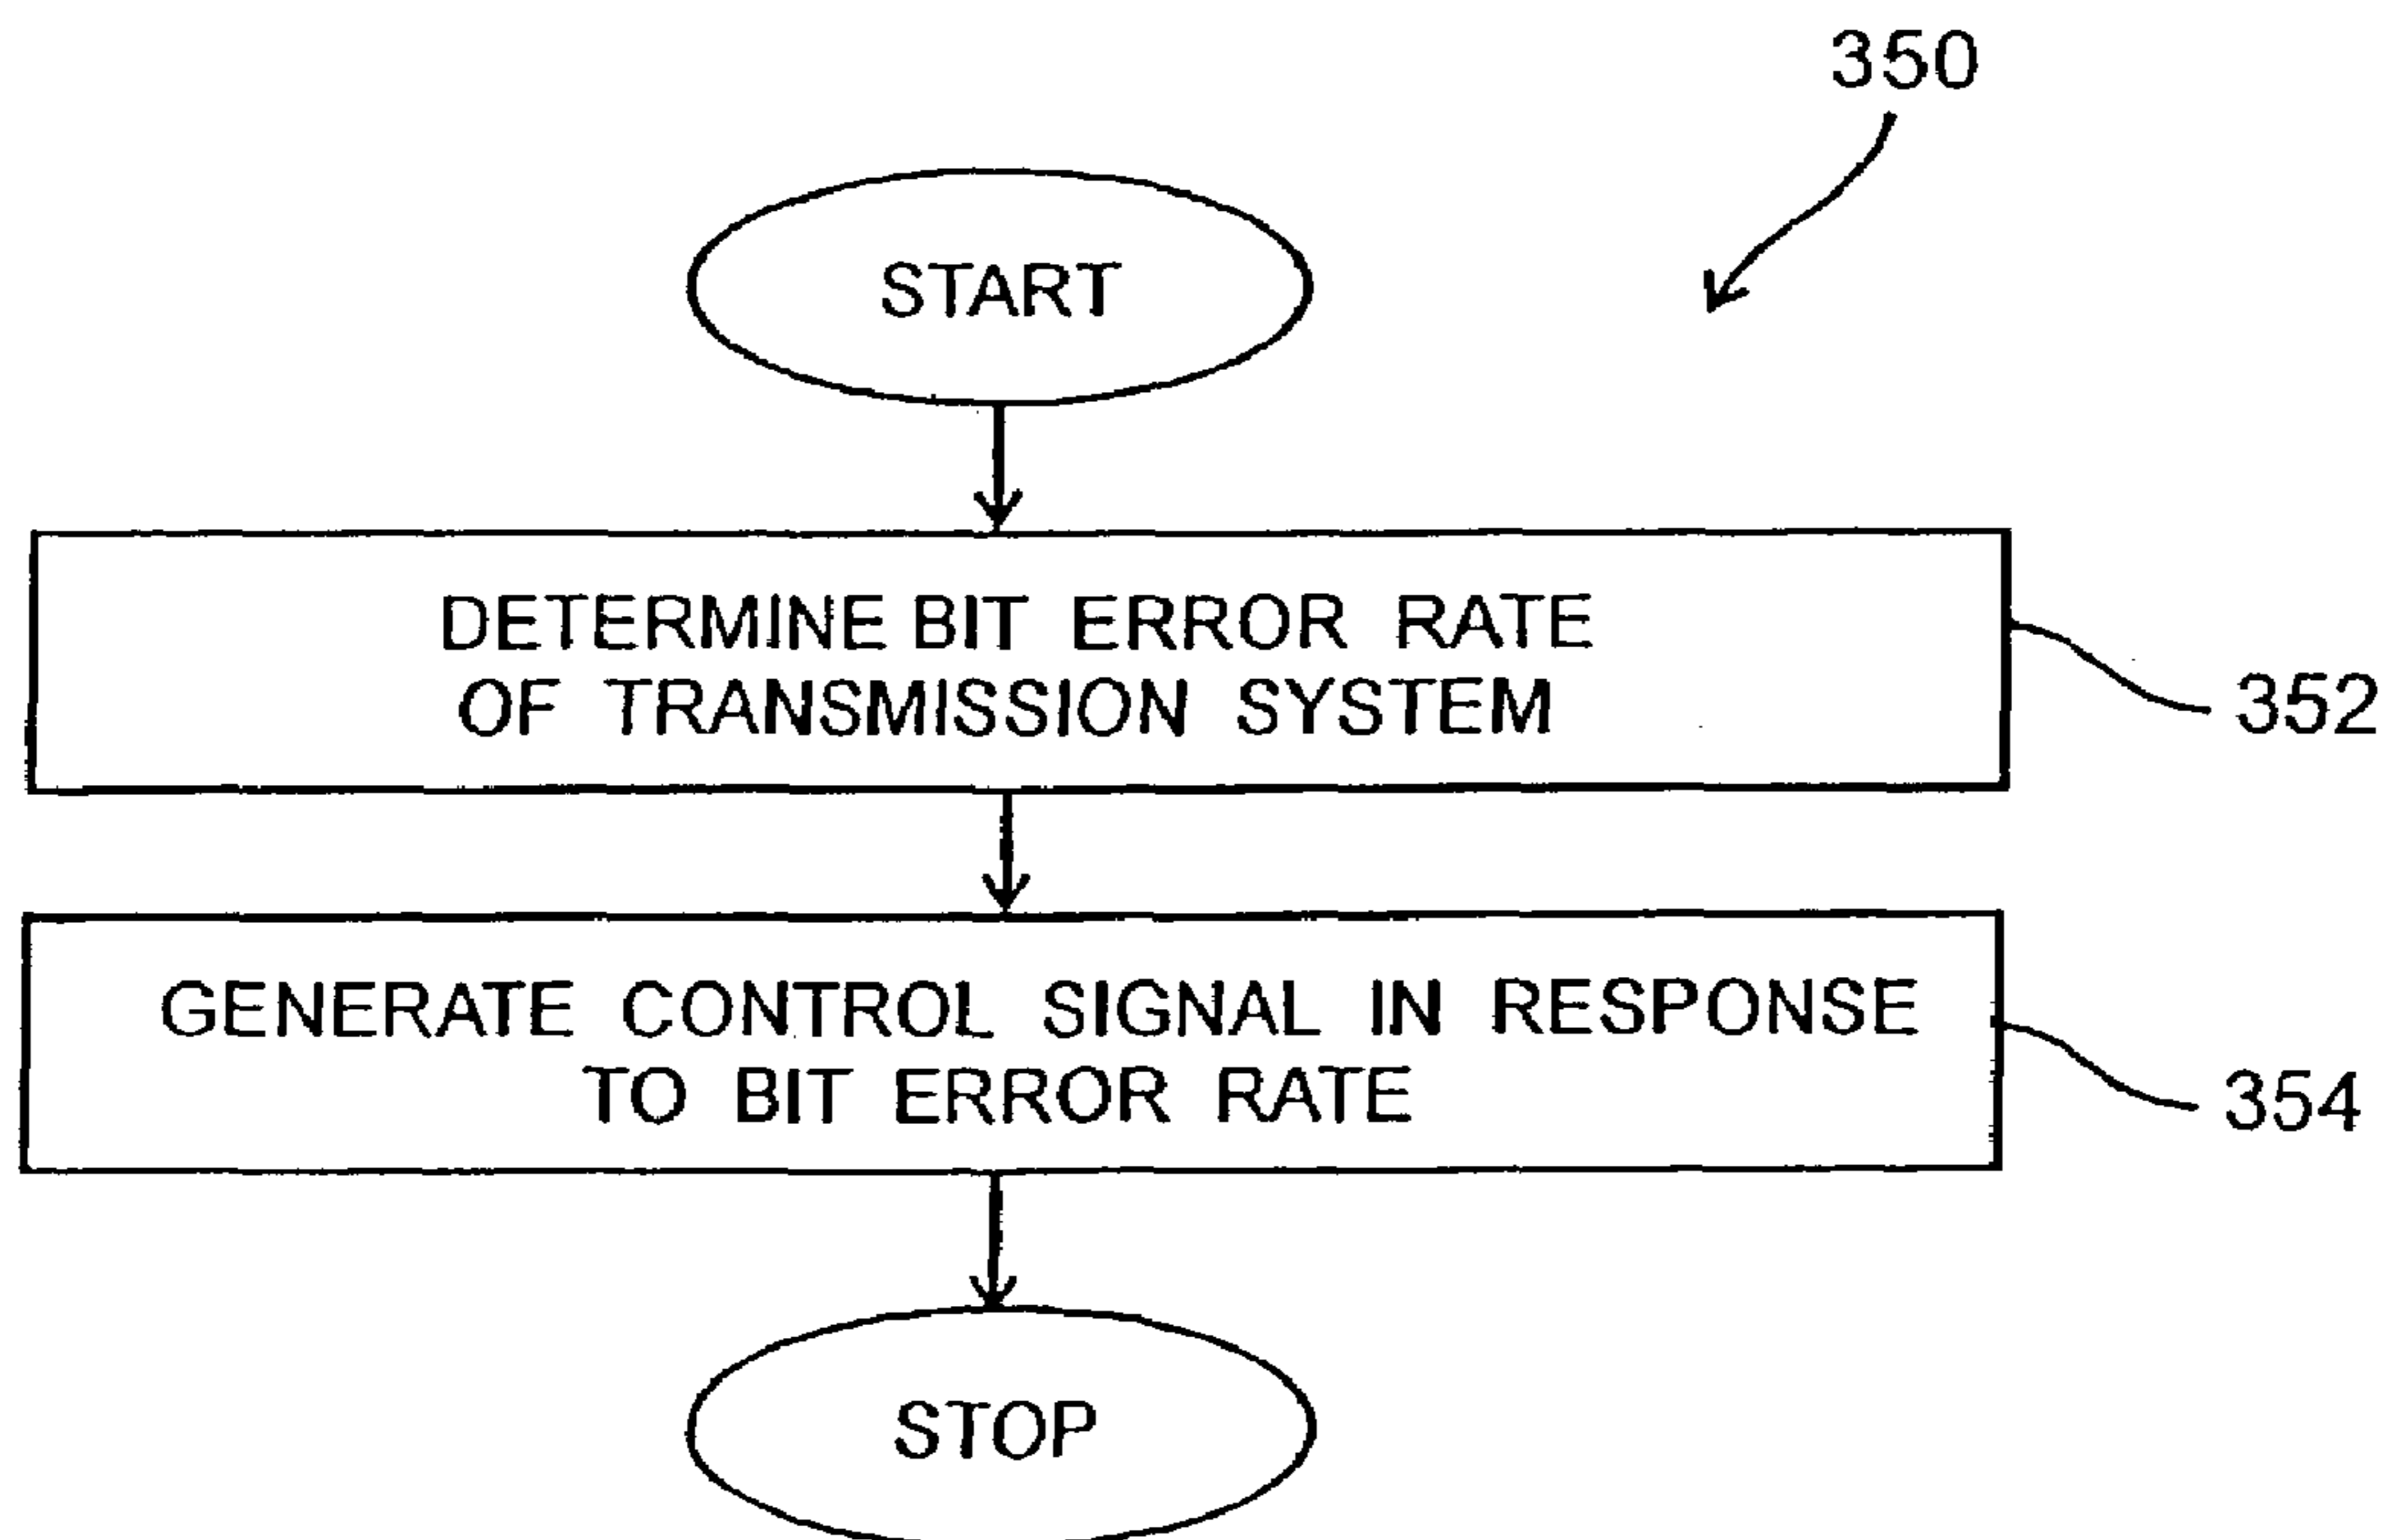 350
START
DETERMINE BIT ERROR RATE
OF TRANSMISSION SYSTEM
352
GENERATE CONTROL SIGNAL IN RESPONSE
TO BIT ERROR RATE
354
STOP